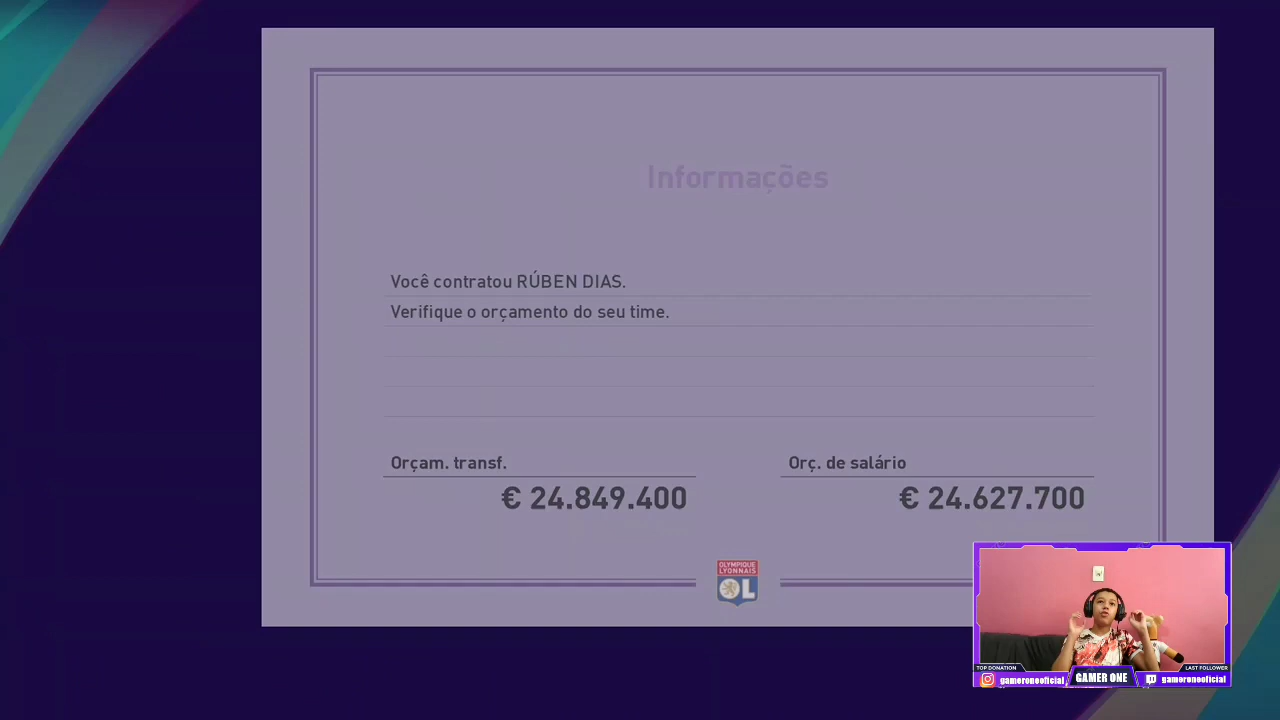 Informações
Você contratou RÚBEN DIAS.
Verifique o orçamento do seu time.
Orçam. transf.
Orç. de salário
€ 24.849.400
€ 24.627.700
OLYMPIQUE
LYONNAIS
OL
TOP DONATION
LAST FOLLOWER
gameroneoficial
GAMER ONE
gameroneoficial